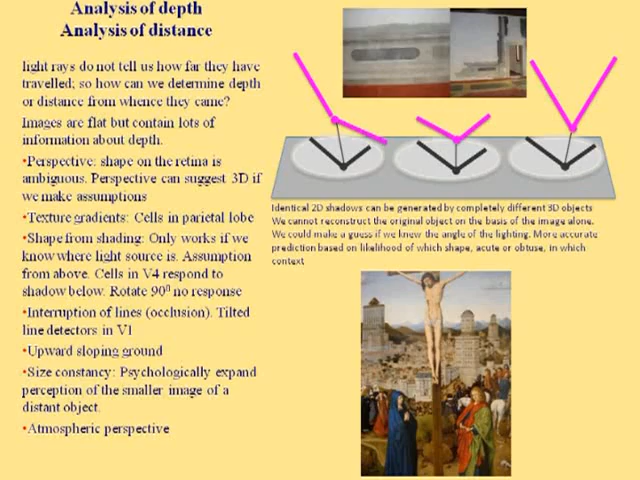 Analysis of depth
Analysis of distance
light rays do not tell us how far they have
travelled; so how can we determine depth
or distance from whence they came?
Images are flat but contain lots of
information about depth.
•Perspective: shape on the retina is
ambiguous. Perspective can suggest 3D if
we make assumptions
•Texture gradients: Cells in parietal lobe
•Shape from shading: Only works if we
know where light source is. Assumption
from above. Cells in V4 respond to
shadow below. Rotate 90⁰ no response
•Interruption of lines (occlusion). Tilted
line detectors in V1
•Upward sloping ground
•Size constancy: Psychologically expand
perception of the smaller image of a
distant object.
•Atmospheric perspective
Identical 2D shadows can be generated by completely different 3D objects
We cannot reconstruct the original object on the basis of the image alone.
We could make a guess if we knew the angle of the lighting. More accurate
prediction based on likelihood of which shape, acute or obtuse, in which
context